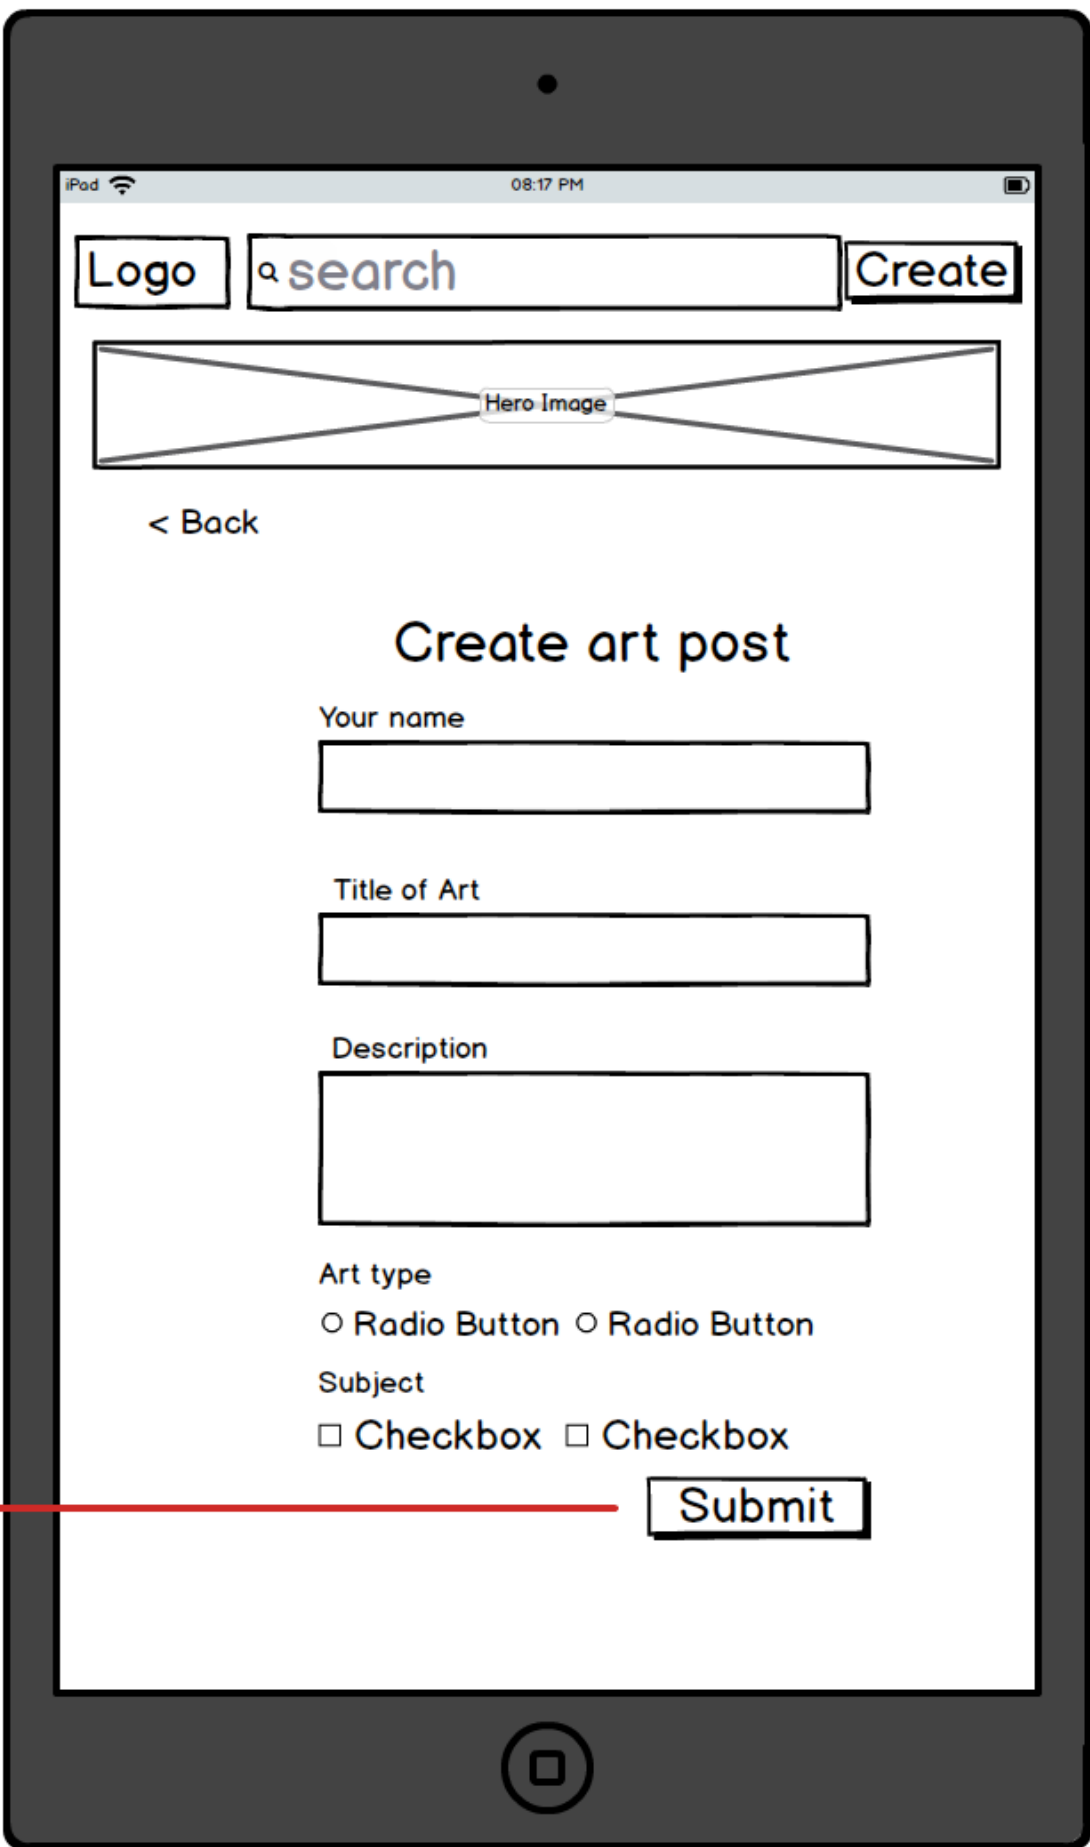 iPad 08:17 PM
Logo search Create
Hero Image
< Back
Create art post
Your name
Title of Art
Description
Art type
Radio Button Radio Button
Subject
Checkbox Checkbox
Submit